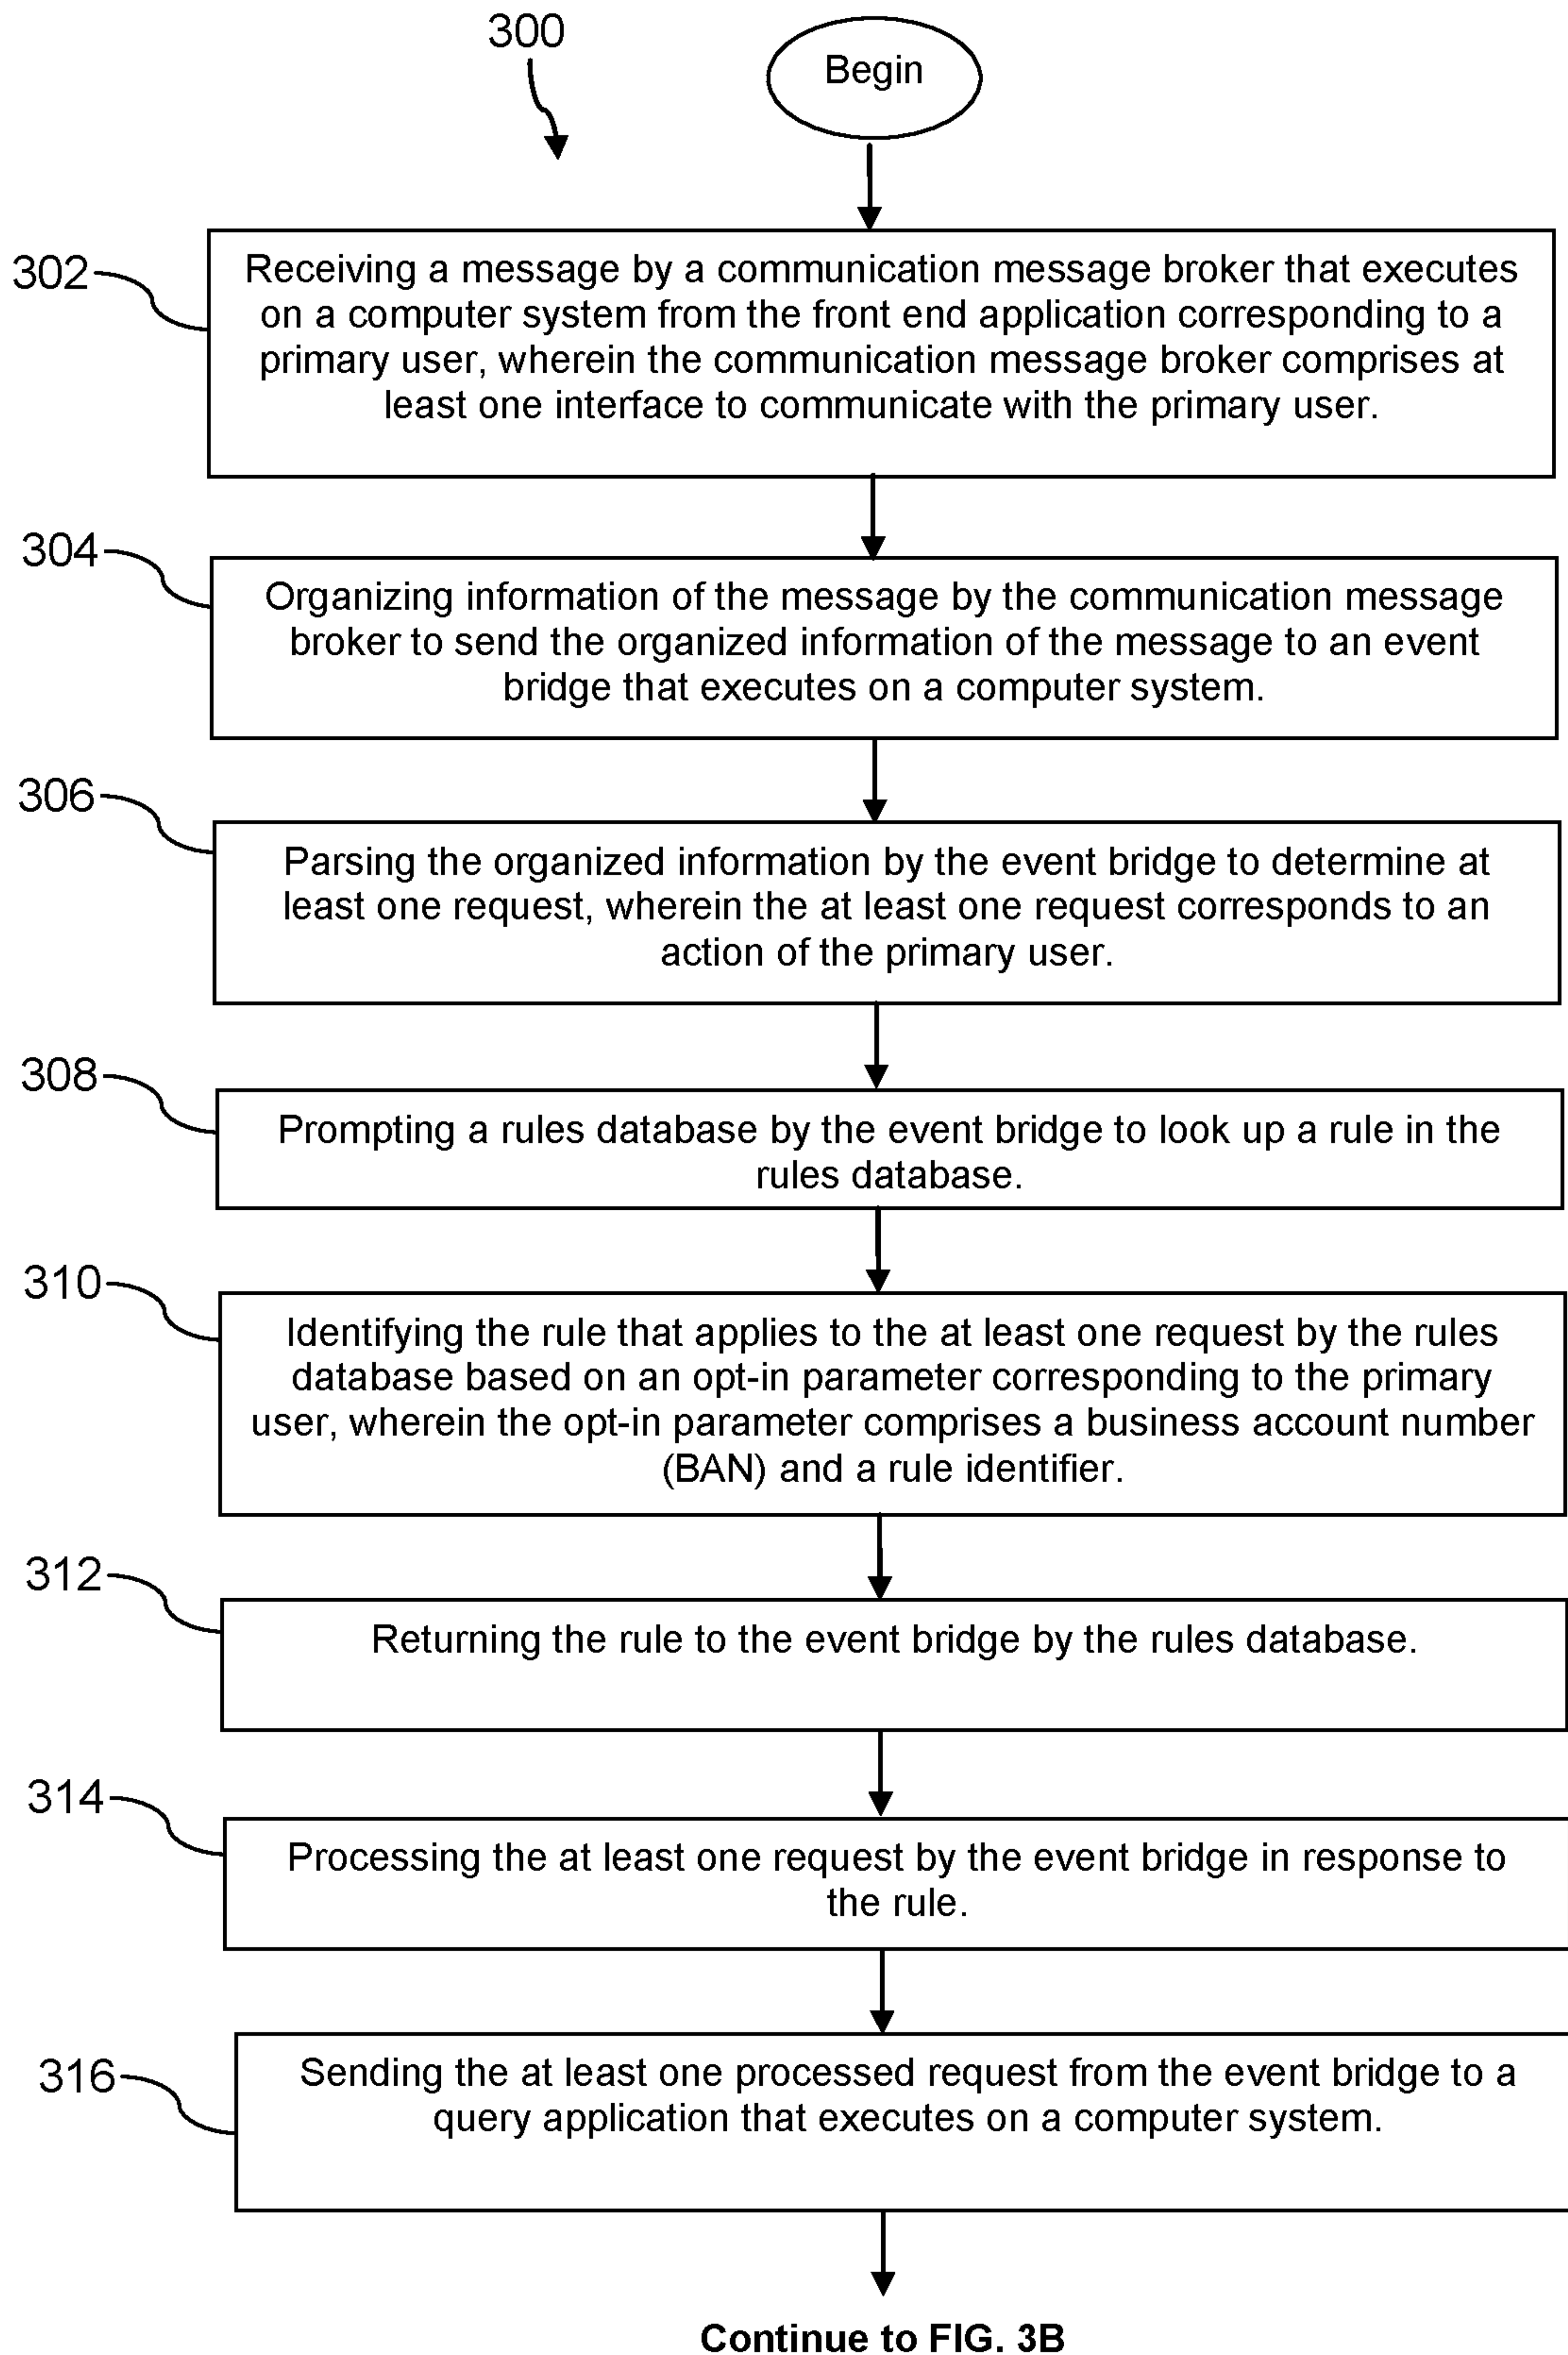 300
Begin
302
Receiving a message by a communication message broker that executes
on a computer system from the front end application corresponding to a
primary user, wherein the communication message broker comprises at
least one interface to communicate with the primary user.
304
Organizing information of the message by the communication message
broker to send the organized information of the message to an event
bridge that executes on a computer system.
306
Parsing the organized information by the event bridge to determine at
least one request, wherein the at least one request corresponds to an
action of the primary user.
308
Prompting a rules database by the event bridge to look up a rule in the
rules database.
310
Identifying the rule that applies to the at least one request by the rules
database based on an opt-in parameter corresponding to the primary
user, wherein the opt-in parameter comprises a business account number
(BAN) and a rule identifier.
312
Returning the rule to the event bridge by the rules database.
314
Processing the at least one request by the event bridge in response to
the rule.
316
Sending the at least one processed request from the event bridge to a
query application that executes on a computer system.
Continue to FIG. 3B